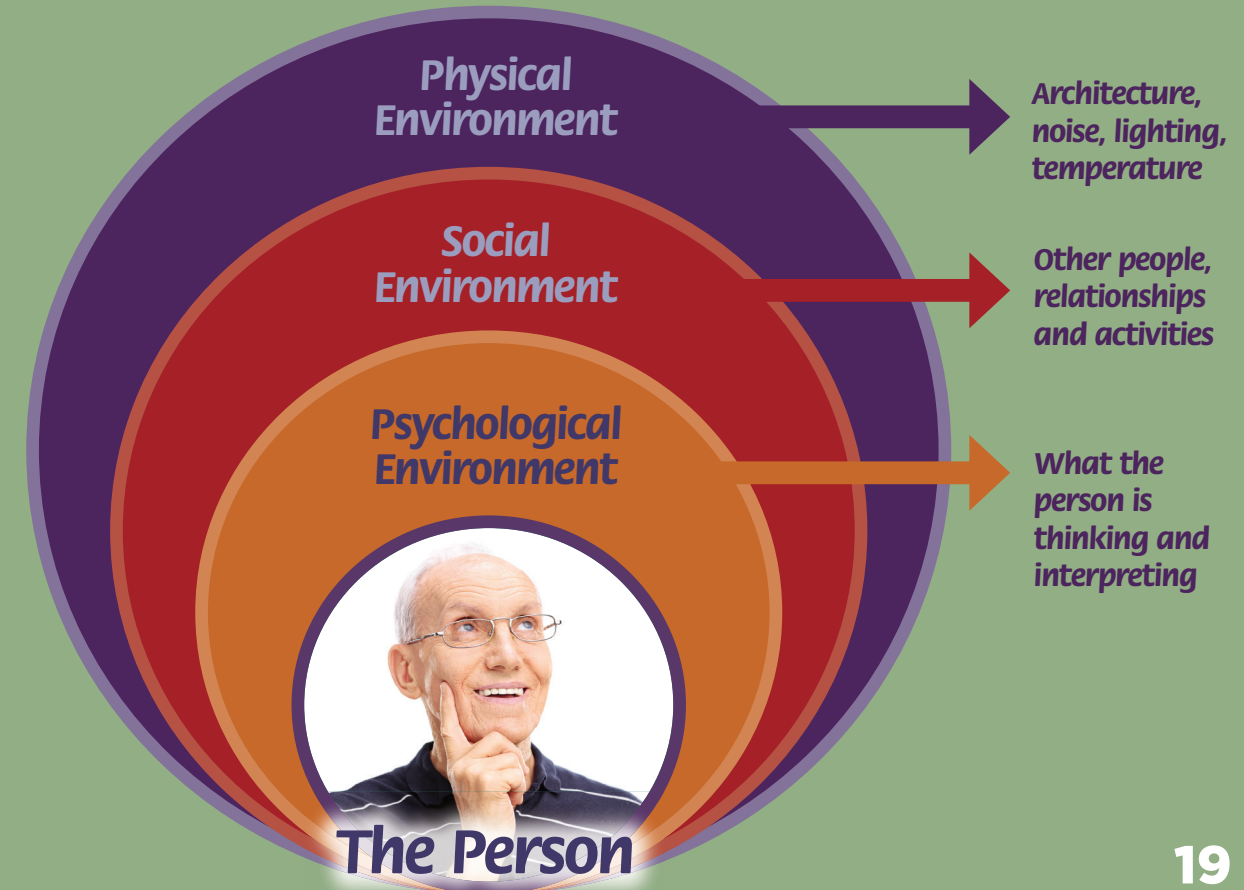 Physical
Environment
Architecture,
noise, lighting,
temperature
Social
Environment
Other people,
relationships
and activities
Psychological
Environment
What the
person is
thinking and
interpreting
The Person
19